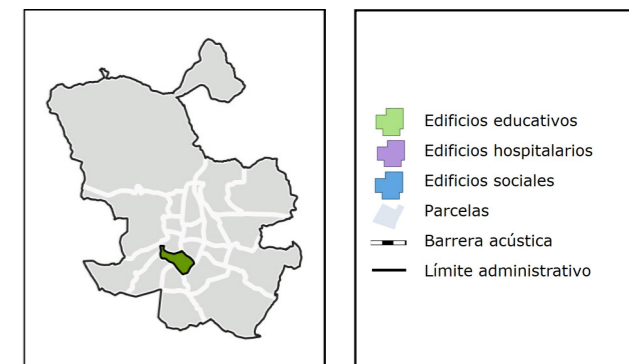 Edificios educativos
Edificios hospitalarios
Edificios sociales
Parcelas
Barrera acústica
Límite administrativo